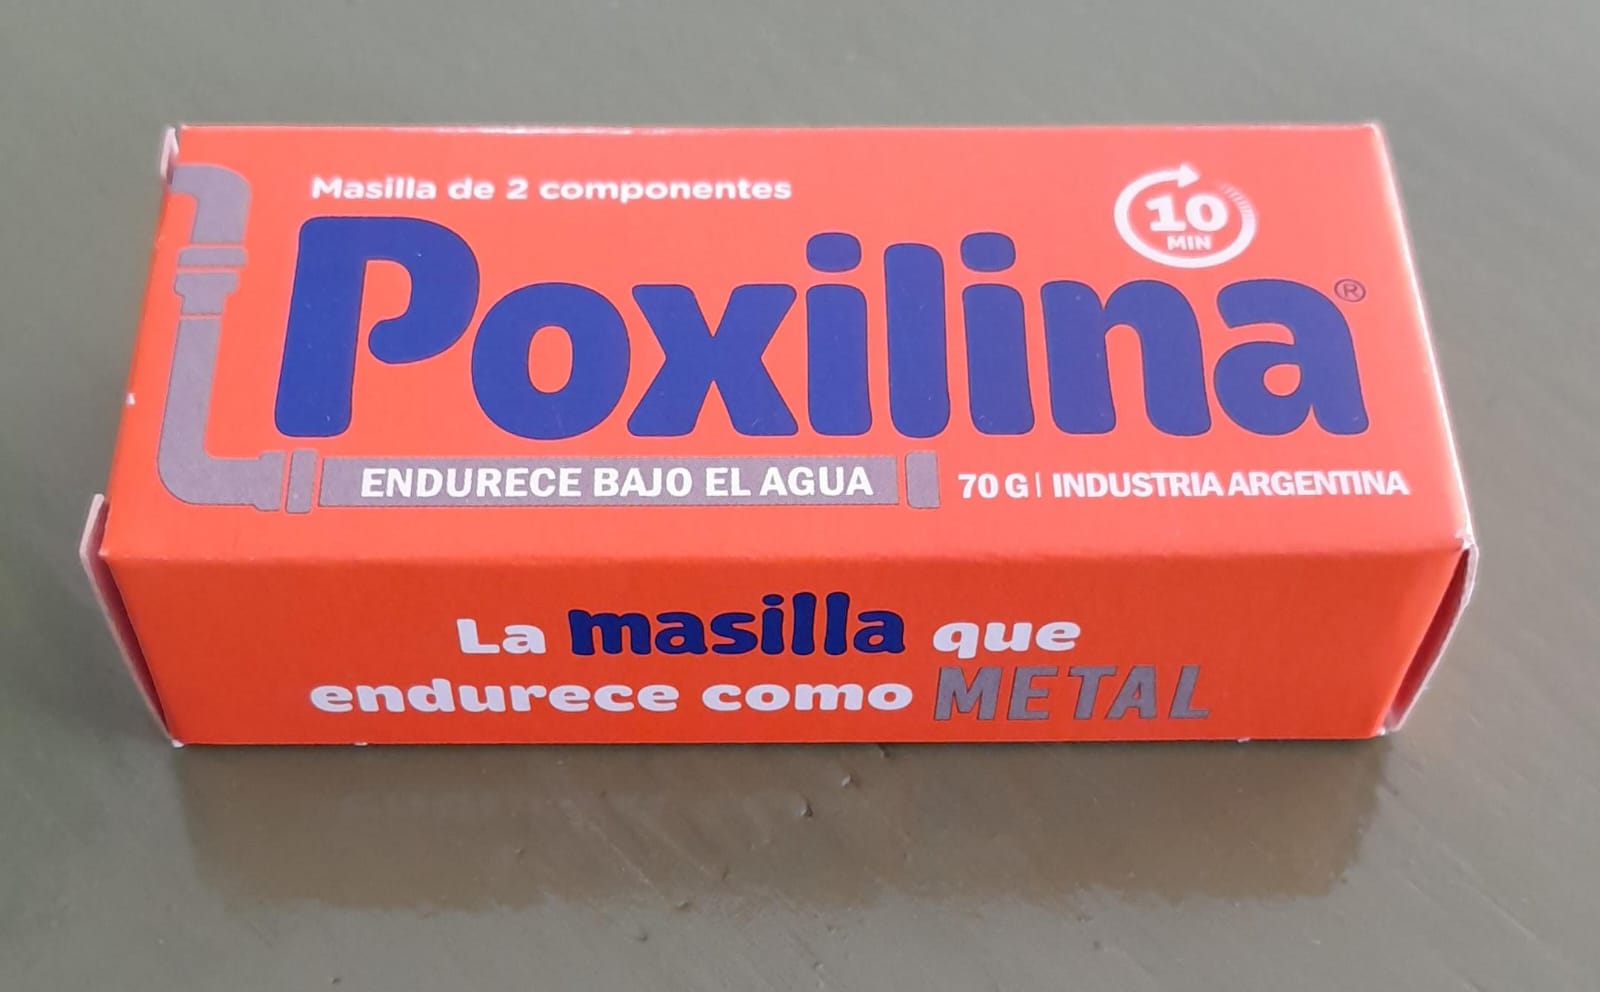 Masilla de 2 componentes
10
MIN
Poxilina®
ENDURECE BAJO EL AGUA
70 G | INDUSTRIA ARGENTINA
La masilla que
endurece como METAL